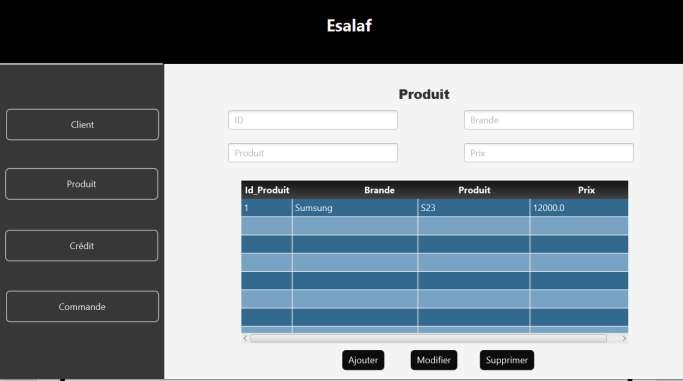 Esalaf
Client
Produit
Crédit
Commande
Produit
ID Brande
Produit Prix
Id_Produit Brande Produit Prix
1 Sumsung S23 12000.0
Ajouter Modifier Supprimer